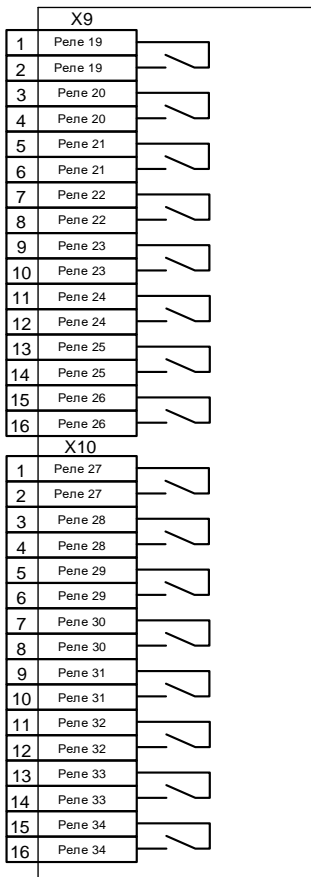 X9
1 Реле 19
2 Реле 19
3 Реле 20
4 Реле 20
5 Реле 21
6 Реле 21
7 Реле 22
8 Реле 22
9 Реле 23
10 Реле 23
11 Реле 24
12 Реле 24
13 Реле 25
14 Реле 25
15 Реле 26
16 Реле 26
X10
1 Реле 27
2 Реле 27
3 Реле 28
4 Реле 28
5 Реле 29
6 Реле 29
7 Реле 30
8 Реле 30
9 Реле 31
10 Реле 31
11 Реле 32
12 Реле 32
13 Реле 33
14 Реле 33
15 Реле 34
16 Реле 34